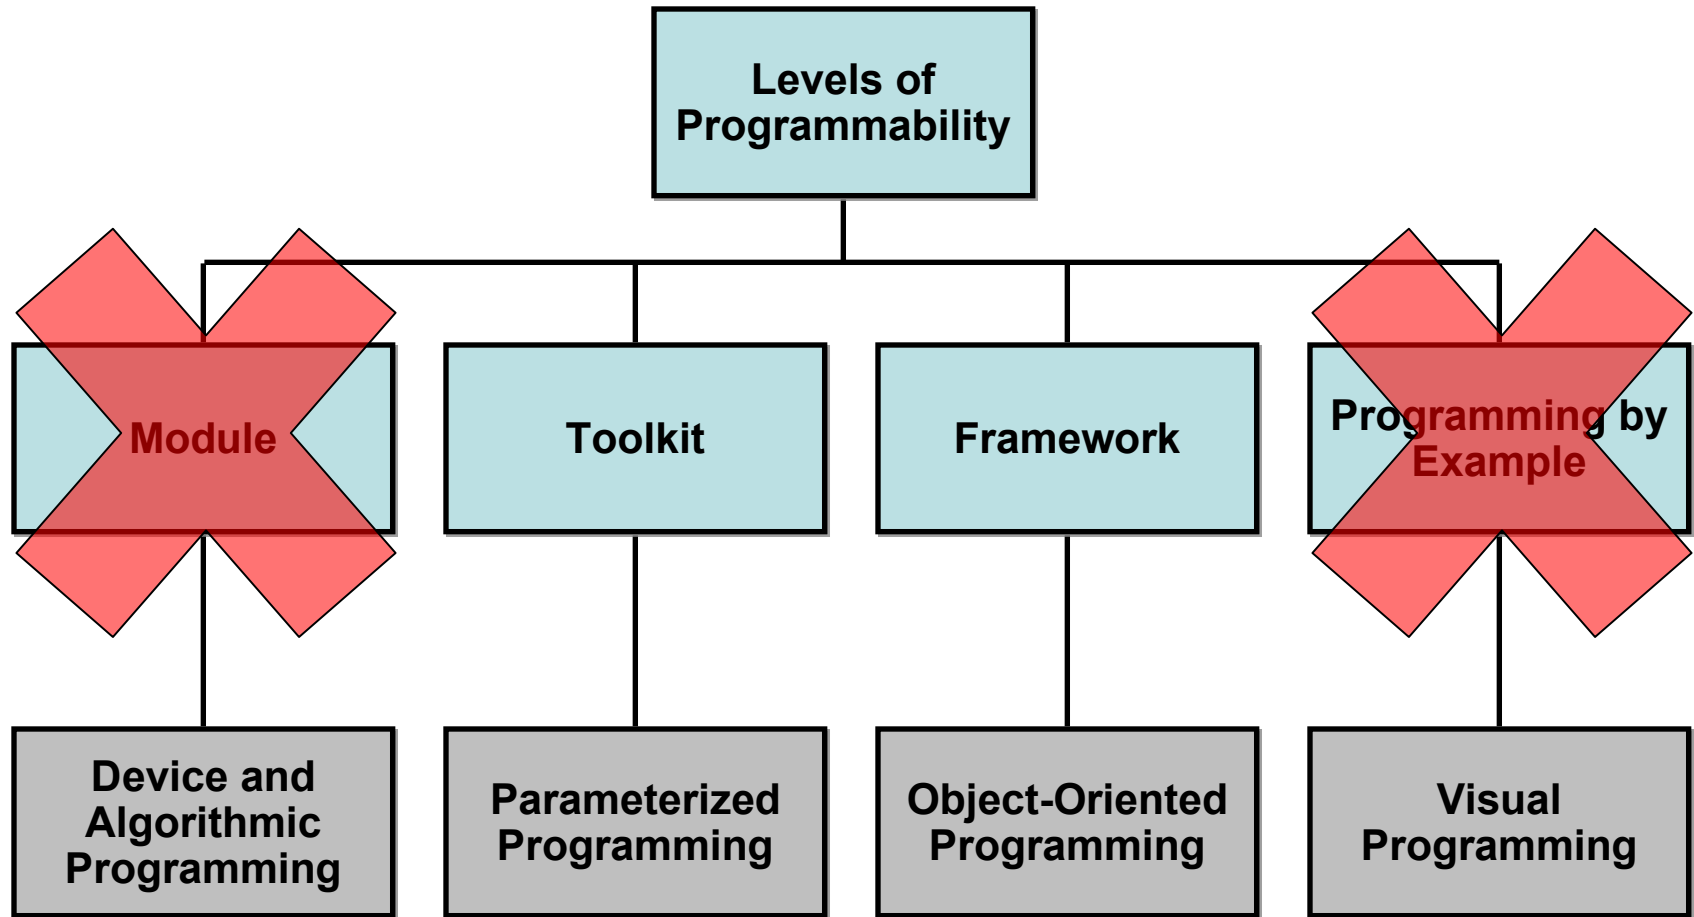 Levels of
Programmability
Module
Toolkit
Framework
Programming by
Example
Device and
Algorithmic
Programming
Parameterized
Programming
Object-Oriented
Programming
Visual
Programming